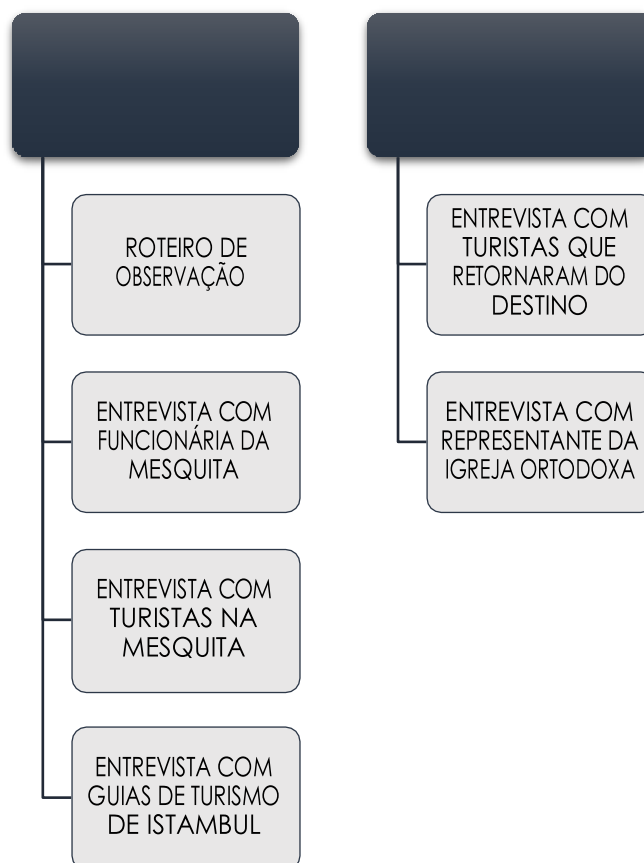 ROTEIRO DE
OBSERVAÇÃO
ENTREVISTA COM
FUNCIONÁRIA DA
MESQUITA
ENTREVISTA COM
TURISTAS NA
MESQUITA
ENTREVISTA COM
GUIAS DE TURISMO
DE ISTAMBUL
ENTREVISTA COM
TURISTAS QUE
RETORNARAM DO
DESTINO
ENTREVISTA COM
REPRESENTANTE DA
IGREJA ORTODOXA